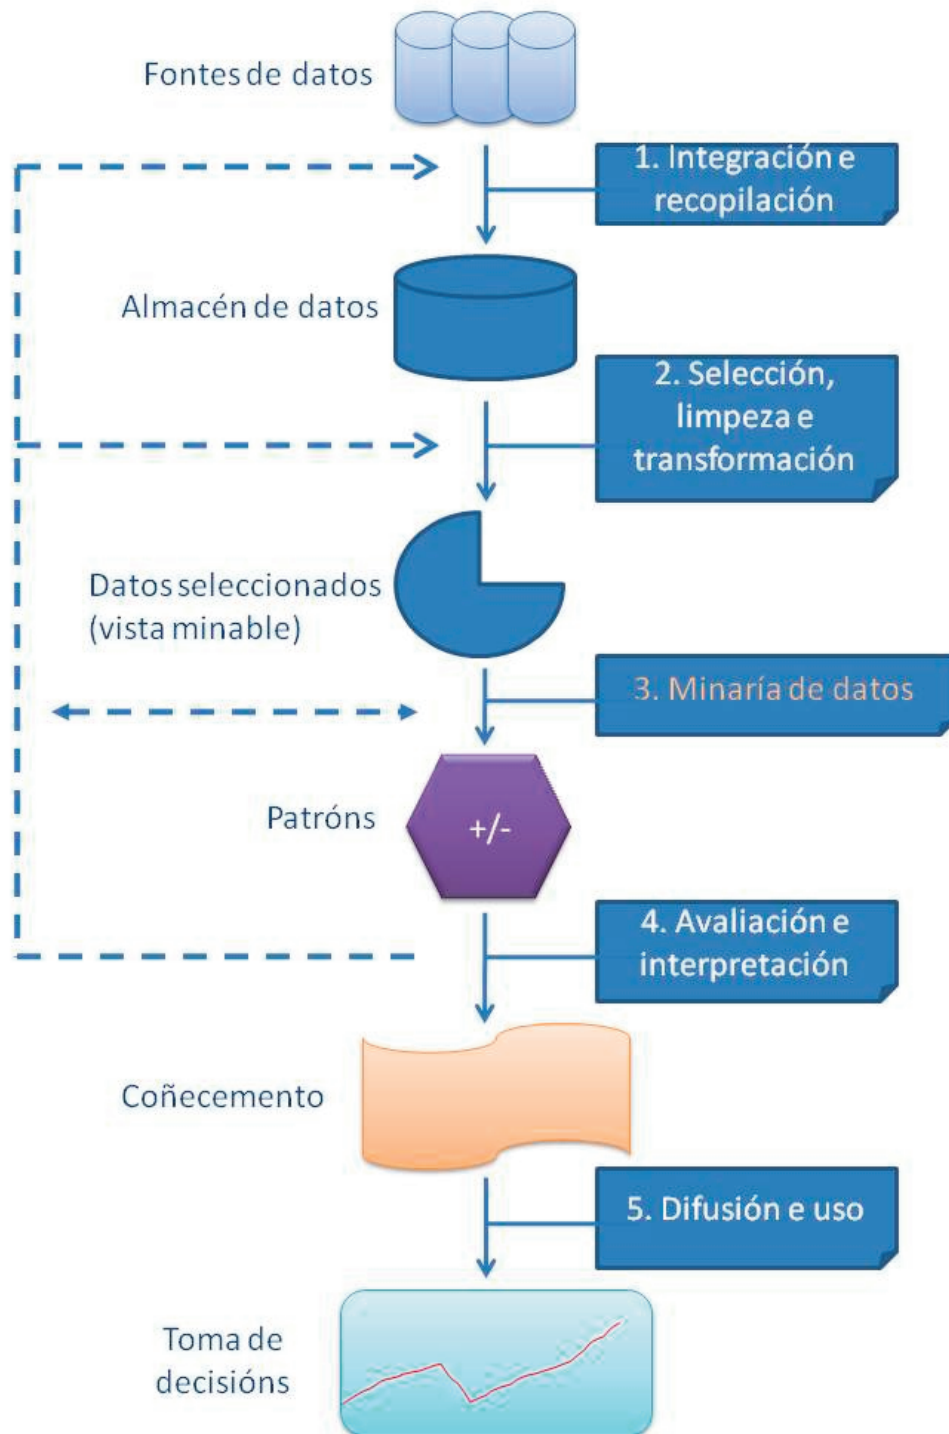 Fontes de datos
1. Integración e
recopilación
Almacén de datos
2. Selección,
limpeza e
transformación
Datos seleccionados
(vista minable)
3. Minaría de datos
Patróns
+/-
4. Avaliación e
interpretación
Coñecemento
5. Difusión e uso
Toma de
decisións